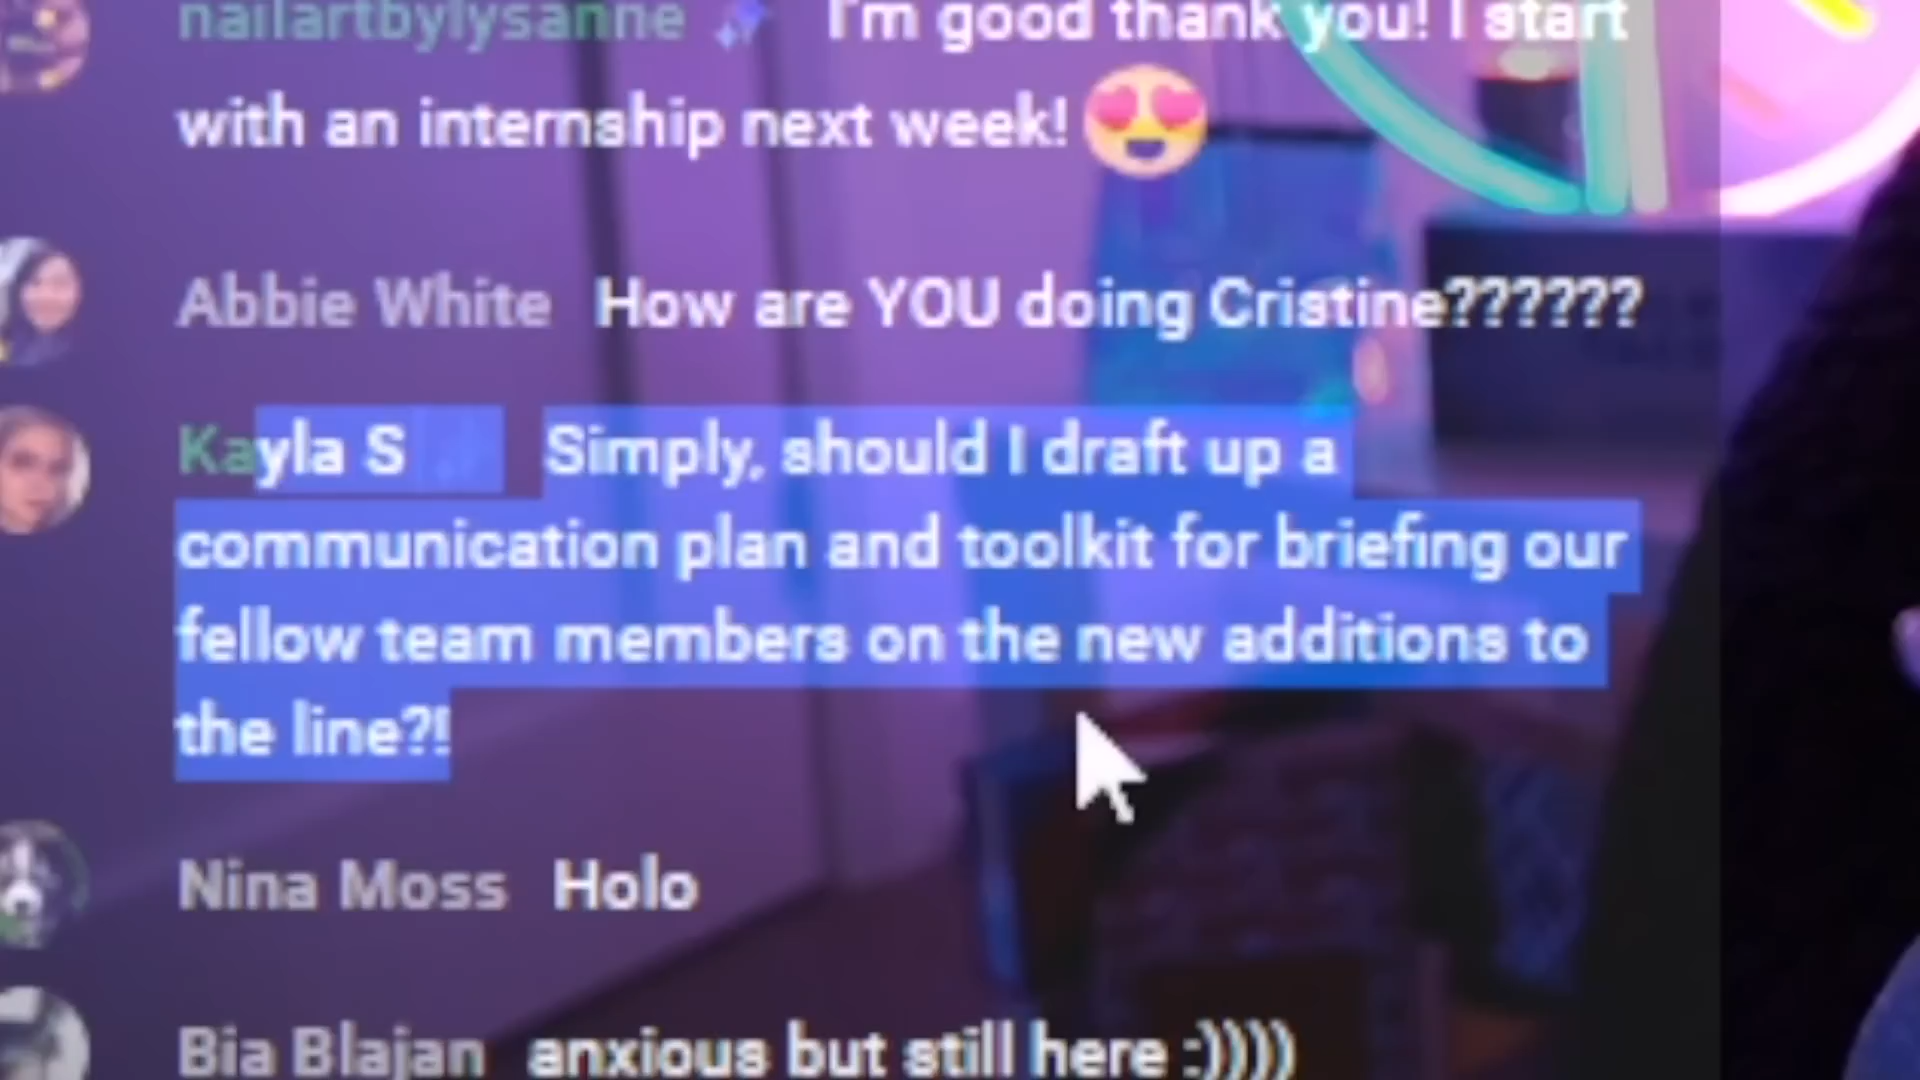 nailartbylysanne I'm good thank you! I start
with an internship next week!
Abbie White How are YOU doing Cristine??????
Kayla S Simply, should I draft up a
communication plan and toolkit for briefing our
fellow team members on the new additions to
the line?!
Nina Moss Holo
Bia Blajan anxious but still here :))))